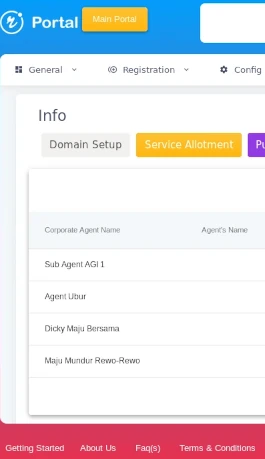 Portal
Main Portal
General
Registration
Config
Info
Domain Setup
Service Allotment
Corporate Agent Name
Agent's Name
Sub Agent AGI 1
Agent Ubur
Dicky Maju Bersama
Maju Mundur Rewo-Rewo
Getting Started
About Us
Faq(s)
Terms & Conditions